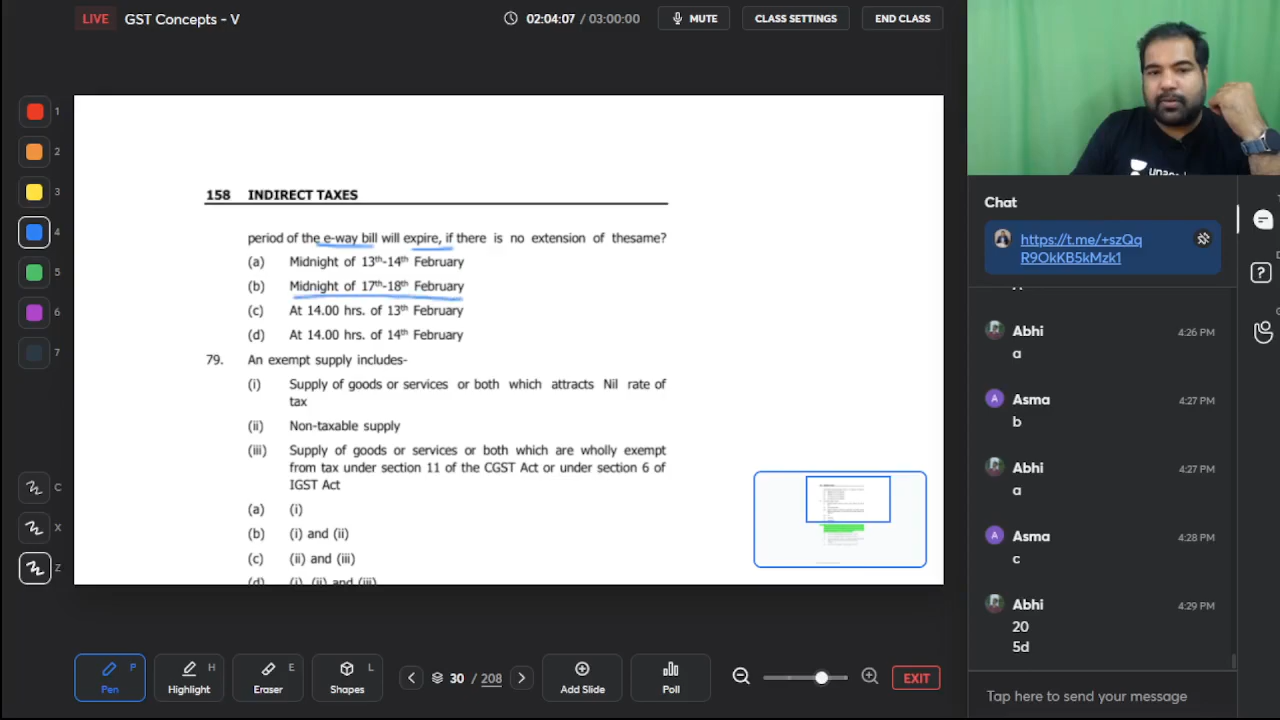 LIVE GST Concepts - V 02:04:07 / 03:00:00 MUTE CLASS SETTINGS END CLASS
1
2
3
4
5
6
7
C
X
Z
158 INDIRECT TAXES
period of the e-way bill will expire, if there is no extension of thesame?
(a) Midnight of 13th-14th February
(b) Midnight of 17th-18th February
(c) At 14.00 hrs. of 13th February
(d) At 14.00 hrs. of 14th February
79. An exempt supply includes-
(i) Supply of goods or services or both which attracts Nil rate of
tax
(ii) Non-taxable supply
(iii) Supply of goods or services or both which are wholly exempt
from tax under section 11 of the CGST Act or under section 6 of
IGST Act
(a) (i)
(b) (i) and (ii)
(c) (ii) and (iii)
(d) (i), (ii) and (iii)
Pen P
Highlight H
Eraser E
Shapes L
30 / 208
Add Slide
Poll
EXIT
Chat
https://t.me/+szQq
R9OkKB5kMzk1
Abhi 4:26 PM
a
A Asma 4:27 PM
b
Abhi 4:27 PM
a
A Asma 4:28 PM
c
Abhi 4:29 PM
20
5d
Tap here to send your message